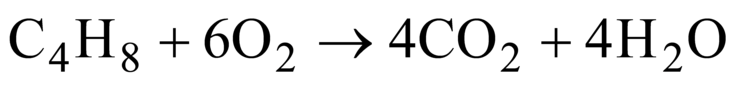 C₄H₈ + 6O₂ → 4CO₂ + 4H₂O